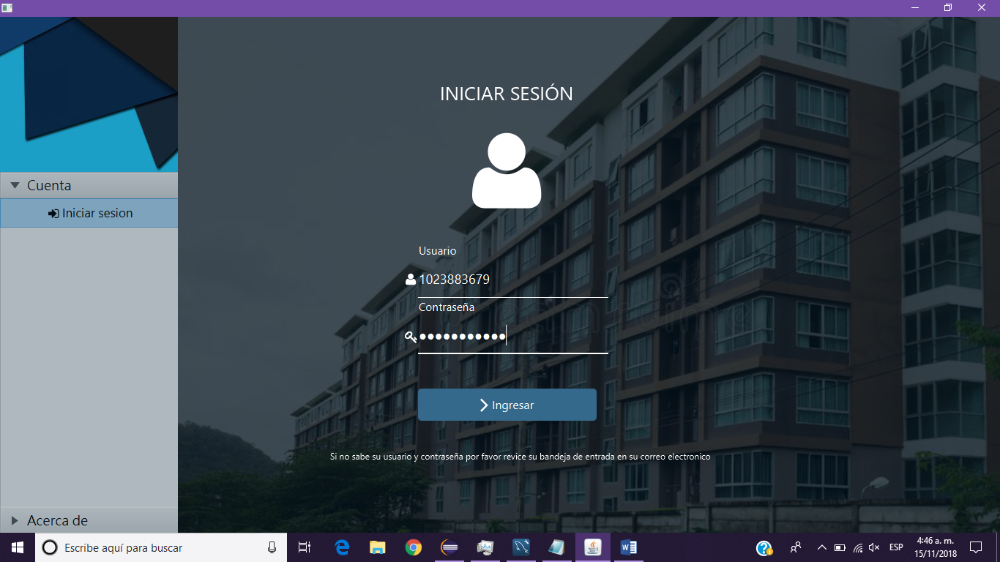 INICIAR SESIÓN
Cuenta
Iniciar sesion
Usuario
1023883679
Contraseña
●●●●●●●●●●●
Ingresar
Si no sabe su usuario y contraseña por favor revice su bandeja de entrada en su correo electronico
Acerca de
Escribe aquí para buscar
ESP
4:46 a. m.
15/11/2018